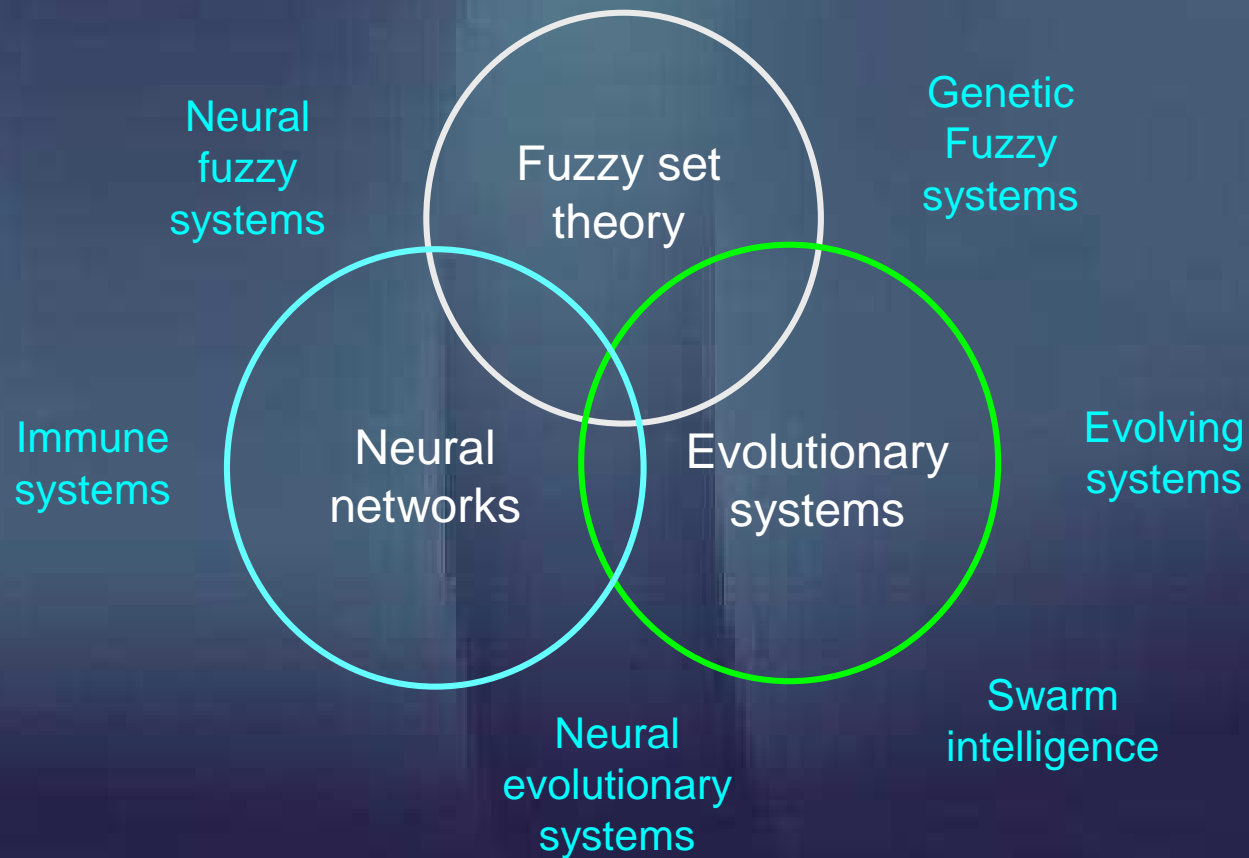 Neural
fuzzy
systems
Fuzzy set
theory
Genetic
Fuzzy
systems
Immune
systems
Neural
networks
Evolutionary
systems
Evolving
systems
Neural
evolutionary
systems
Swarm
intelligence